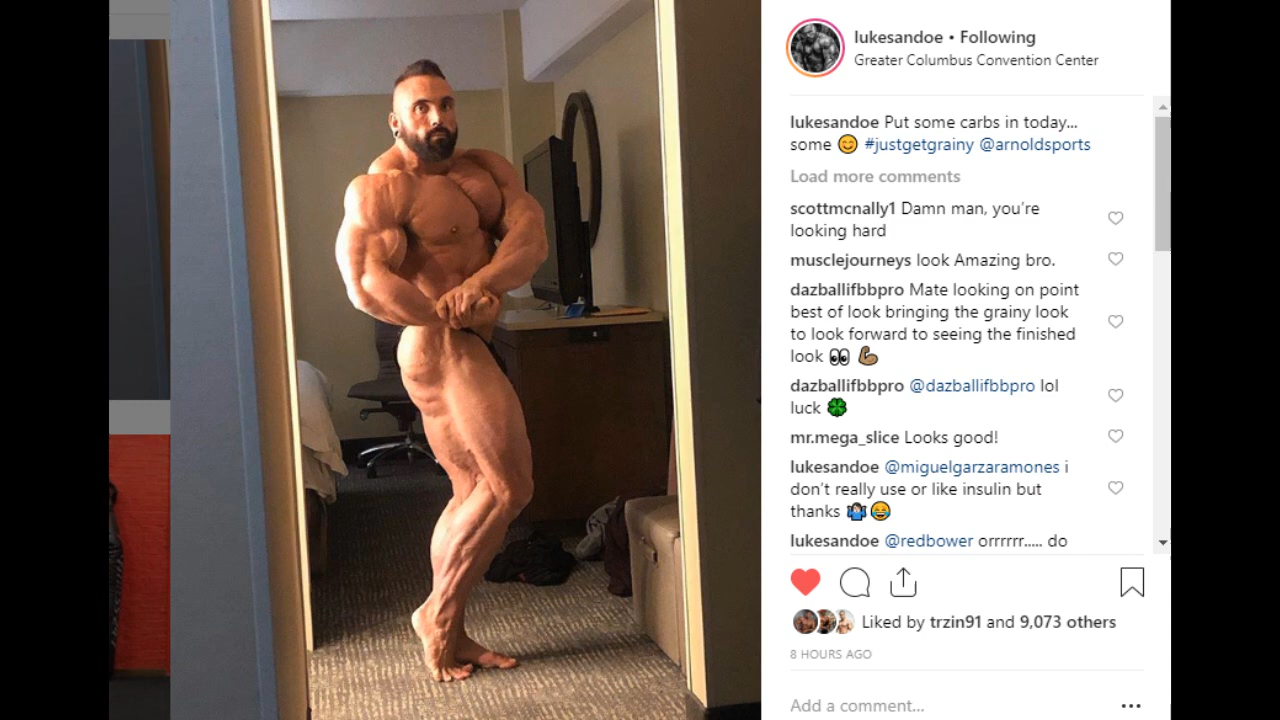 lukesandoe • Following
Greater Columbus Convention Center
lukesandoe Put some carbs in today...
some 😊 #justgetgrainy @arnoldsports
Load more comments
scottmcnally1 Damn man, you're
looking hard
musclejourneys look Amazing bro.
dazballifbbpro Mate looking on point
best of look bringing the grainy look
to look forward to seeing the finished
look 👀 💪🏽
dazballifbbpro @dazballifbbpro lol
luck 🍀
mr.mega_slice Looks good!
lukesandoe @miguelgarzaramones i
don't really use or like insulin but
thanks 🤷🏽‍♂️😂
lukesandoe @redbower orrrrrr..... do
Liked by trzin91 and 9,073 others
8 HOURS AGO
Add a comment...